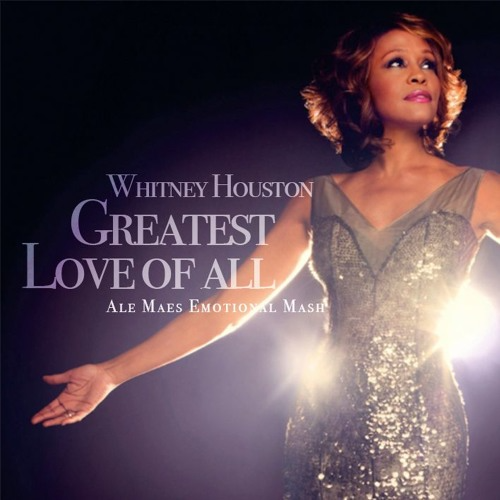 Whitney Houston
Greatest
Love of all
Ale Maes Emotional Mash